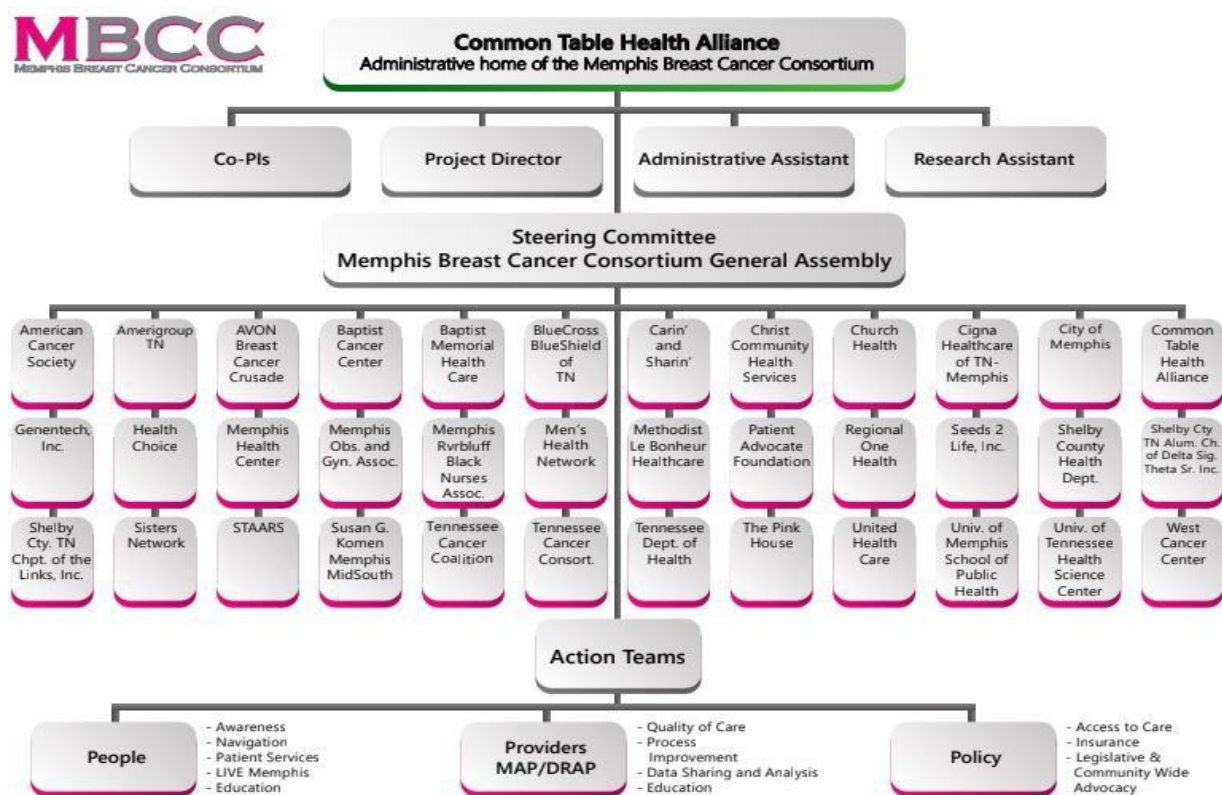 MBCC
MEMPHIS BREAST CANCER CONSORTIUM
Common Table Health Alliance
Administrative home of the Memphis Breast Cancer Consortium
Co-PIs
Project Director
Administrative Assistant
Research Assistant
Steering Committee
Memphis Breast Cancer Consortium General Assembly
American
Cancer
Society
Amerigroup
TN
AVON
Breast
Cancer
Crusade
Baptist
Cancer
Center
Baptist
Memorial
Health
Care
BlueCross
BlueShield
of
TN
Carin'
and
Sharin'
Christ
Community
Health
Services
Church
Health
Cigna
Healthcare
of TN-
Memphis
City of
Memphis
Common
Table
Health
Alliance
Genentech,
Inc.
Health
Choice
Memphis
Health
Center
Memphis
Obs. and
Gyn. Assoc.
Memphis
Rvrbluff
Black
Nurses
Assoc.
Men's
Health
Network
Methodist
Le Bonheur
Healthcare
Patient
Advocate
Foundation
Regional
One
Health
Seeds 2
Life, Inc.
Shelby
County
Health
Dept.
Shelby Cty
TN Alum. Ch.
of Delta Sig.
Theta Sr. Inc.
Shelby
Cty. TN
Chpt. of the
Links, Inc.
Sisters
Network
STAARS
Susan G.
Komen
Memphis
MidSouth
Tennessee
Cancer
Coalition
Tennessee
Cancer
Consort.
Tennessee
Dept. of
Health
The Pink
House
United
Health
Care
Univ. of
Memphis
School of
Public
Health
Univ. of
Tennessee
Health
Science
Center
West
Cancer
Center
Action Teams
People
- Awareness
- Navigation
- Patient Services
- LIVE Memphis
- Education
Providers
MAP/DRAP
- Quality of Care
- Process
Improvement
- Data Sharing and Analysis
- Education
Policy
- Access to Care
- Insurance
- Legislative &
Community Wide
Advocacy